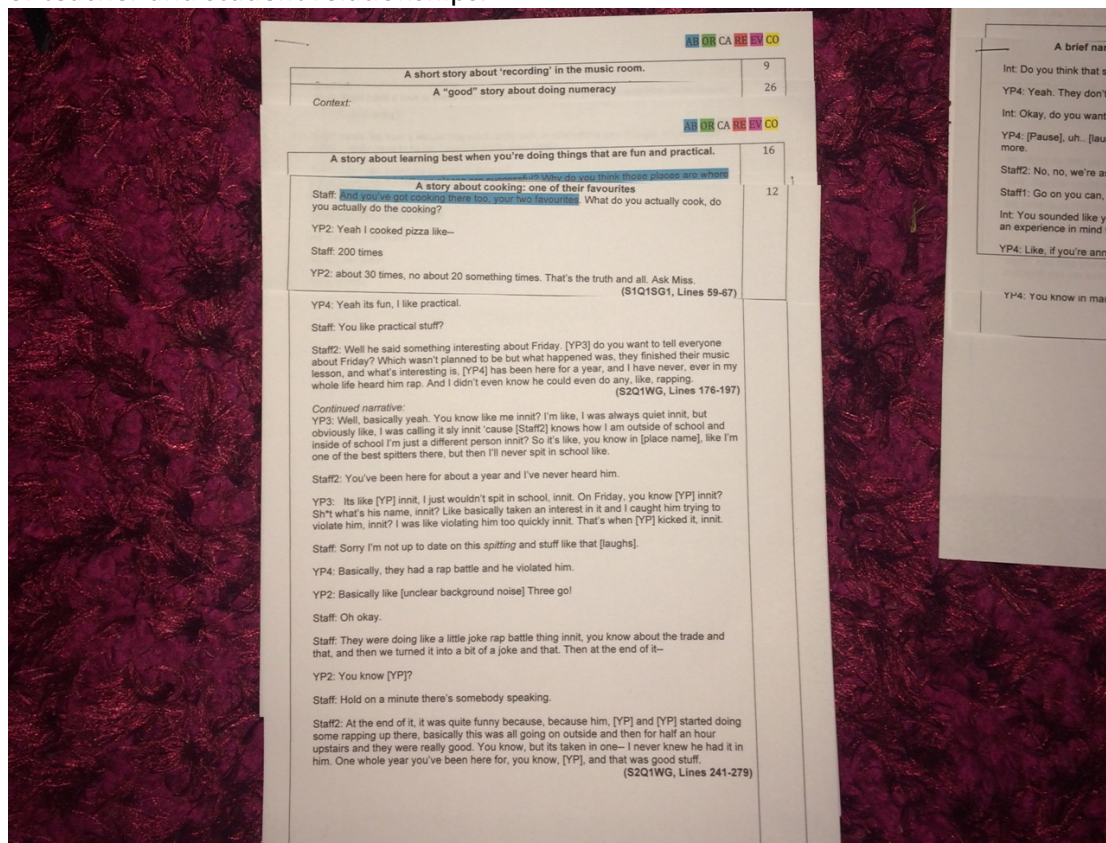 AB OR CA RE EV CO
A short story about 'recording' in the music room. 9
A "good" story about doing numeracy 26
Context:
AB OR CA RE EV CO
A story about learning best when you're doing things that are fun and practical. 16
Why do you think those places are where
A story about cooking: one of their favourites 12
Staff: And you've got cooking there too, your two favourites. What do you actually cook, do
you actually do the cooking?
YP2: Yeah I cooked pizza like--
Staff: 200 times
YP2: about 30 times, no about 20 something times. That's the truth and all. Ask Miss.
(S1Q1SG1, Lines 59-67)
YP4: Yeah its fun, I like practical.
Staff: You like practical stuff?
Staff2: Well he said something interesting about Friday. [YP3] do you want to tell everyone
about Friday? Which wasn't planned to be but what happened was, they finished their music
lesson, and what's interesting is, [YP4] has been here for a year, and I have never, ever in my
whole life heard him rap. And I didn't even know he could even do any, like, rapping.
(S2Q1WG, Lines 176-197)
Continued narrative:
YP3: Well, basically yeah. You know like me innit? I'm like, I was always quiet innit, but
obviously like, I was calling it sly innit 'cause [Staff2] knows how I am outside of school and
inside of school I'm just a different person innit? So it's like, you know in [place name], like I'm
one of the best spitters there, but then I'll never spit in school like.
Staff2: You've been here for about a year and I've never heard him.
YP3: Its like [YP] innit, I just wouldn't spit in school, innit. On Friday, you know [YP] innit?
Sh*t what's his name, innit? Like basically taken an interest in it and I caught him trying to
violate him, innit? I was like violating him too quickly innit. That's when [YP] kicked it, innit.
Staff: Sorry I'm not up to date on this spitting and stuff like that [laughs].
YP4: Basically, they had a rap battle and he violated him.
YP2: Basically like [unclear background noise] Three go!
Staff: Oh okay.
Staff: They were doing like a little joke rap battle thing innit, you know about the trade and
that, and then we turned it into a bit of a joke and that. Then at the end of it--
YP2: You know [YP]?
Staff: Hold on a minute there's somebody speaking.
Staff2: At the end of it, it was quite funny because, because him, [YP] and [YP] started doing
some rapping up there, basically this was all going on outside and then for half an hour
upstairs and they were really good. You know, but its taken in one-- I never knew he had it in
him. One whole year you've been here for, you know, [YP], and that was good stuff.
(S2Q1WG, Lines 241-279)
A brief nar
Int: Do you think that s
YP4: Yeah. They don't
Int: Okay, do you want
YP4: [Pause], uh.. [lau
more.
Staff2: No, no, we're a
Staff1: Go on you can,
Int: You sounded like y
an experience in mind
YP4: Like, if you're ann
YP4: You know in ma